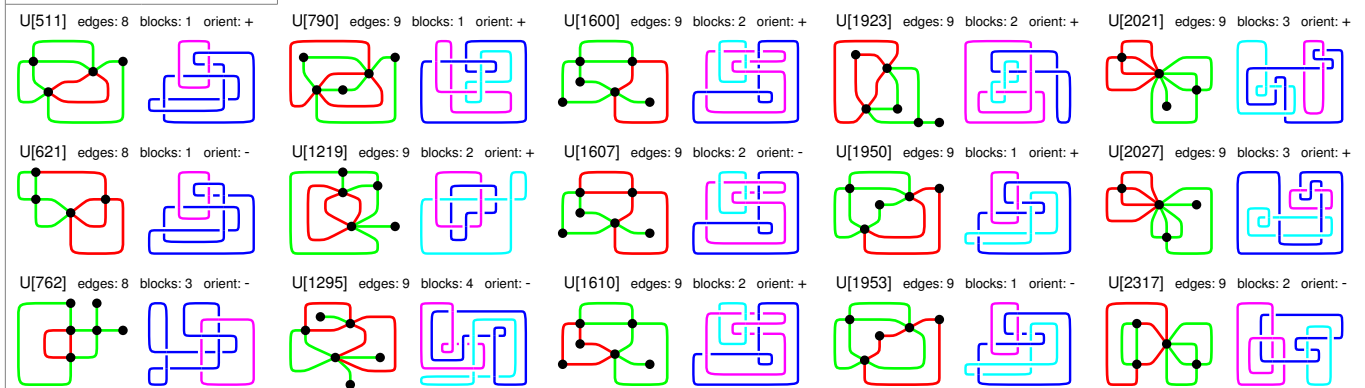 U[511] edges: 8 blocks: 1 orient: +
U[790] edges: 9 blocks: 1 orient: +
U[1600] edges: 9 blocks: 2 orient: +
U[1923] edges: 9 blocks: 2 orient: +
U[2021] edges: 9 blocks: 3 orient: +
U[621] edges: 8 blocks: 1 orient: -
U[1219] edges: 9 blocks: 2 orient: +
U[1607] edges: 9 blocks: 2 orient: -
U[1950] edges: 9 blocks: 1 orient: +
U[2027] edges: 9 blocks: 3 orient: +
U[762] edges: 8 blocks: 3 orient: -
U[1295] edges: 9 blocks: 4 orient: -
U[1610] edges: 9 blocks: 2 orient: +
U[1953] edges: 9 blocks: 1 orient: -
U[2317] edges: 9 blocks: 2 orient: -